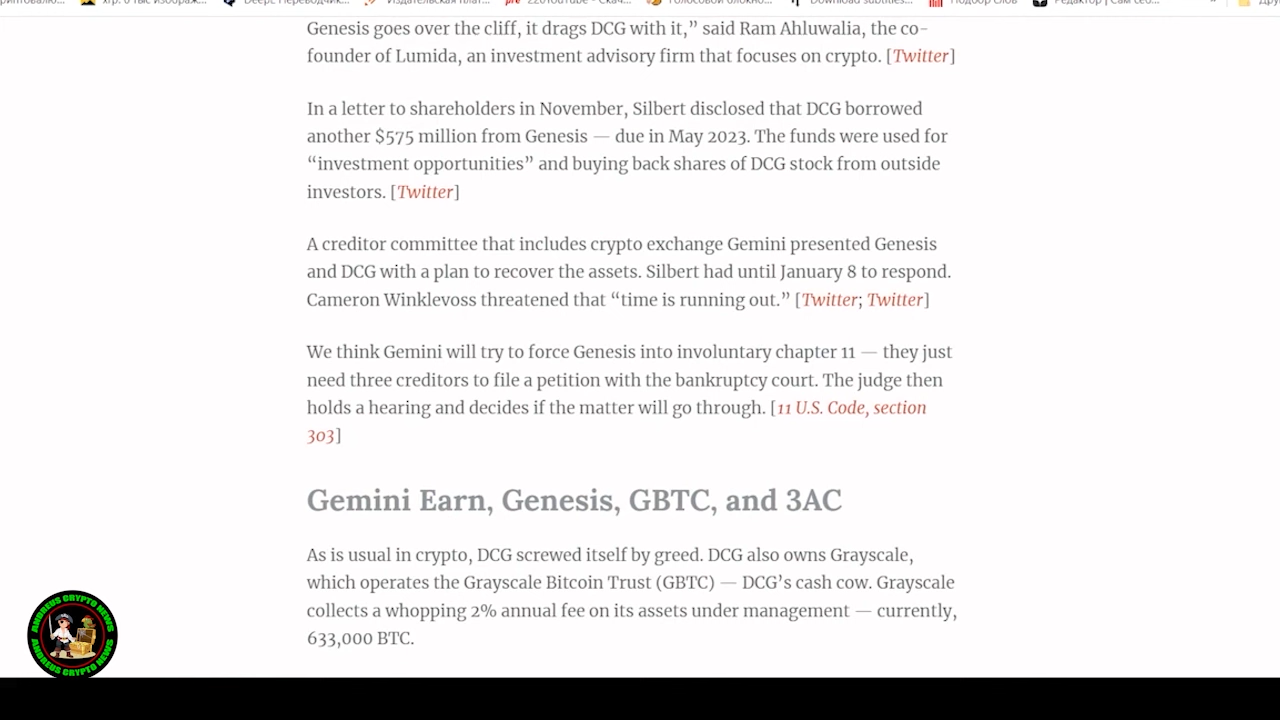 Genesis goes over the cliff, it drags DCG with it,” said Ram Ahluwalia, the co-
founder of Lumida, an investment advisory firm that focuses on crypto. [Twitter]
In a letter to shareholders in November, Silbert disclosed that DCG borrowed
another $575 million from Genesis — due in May 2023. The funds were used for
“investment opportunities” and buying back shares of DCG stock from outside
investors. [Twitter]
A creditor committee that includes crypto exchange Gemini presented Genesis
and DCG with a plan to recover the assets. Silbert had until January 8 to respond.
Cameron Winklevoss threatened that “time is running out.” [Twitter; Twitter]
We think Gemini will try to force Genesis into involuntary chapter 11 — they just
need three creditors to file a petition with the bankruptcy court. The judge then
holds a hearing and decides if the matter will go through. [11 U.S. Code, section
303]
Gemini Earn, Genesis, GBTC, and 3AC
As is usual in crypto, DCG screwed itself by greed. DCG also owns Grayscale,
which operates the Grayscale Bitcoin Trust (GBTC) — DCG’s cash cow. Grayscale
collects a whopping 2% annual fee on its assets under management — currently,
633,000 BTC.
ANDREUS CRYPTO NEWS
ANDREUS CRYPTO NEWS